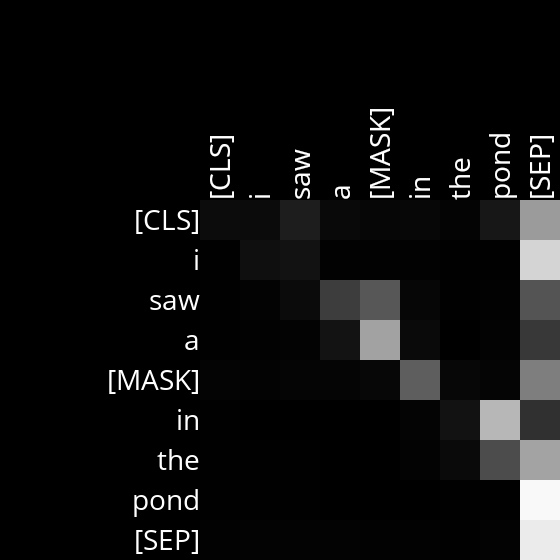 [CLS] i saw a [MASK] in the pond [SEP]
[CLS]
i
saw
a
[MASK]
in
the
pond
[SEP]